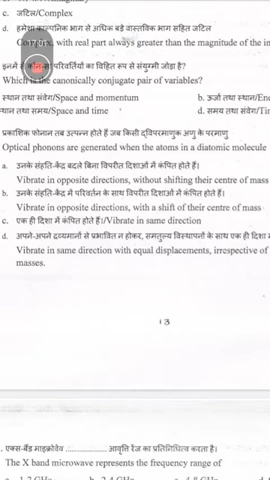 c. जटिल/Complex
d. हमेशा काल्पनिक भाग से अधिक बड़े वास्तविक भाग सहित जटिल
with real part always greater than the magnitude of the im
परिवर्तियों का विहित रूप से संयुग्मी जोड़ा है?
Which is the canonically conjugate pair of variables?
स्थान तथा संवेग/Space and momentum b. ऊर्जा तथा स्थान/En
स्थान तथा समय/Space and time d. समय तथा संवेग/Ti
प्रकाशिक फोनान तब उत्पन्न होते हैं जब किसी द्विपरमाणुक अणु के परमाणु
Optical phonons are generated when the atoms in a diatomic molecule
a. उनके संहति-केंद्र बदले बिना विपरीत दिशाओं में कंपित होते हैं।
Vibrate in opposite directions, without shifting their centre of mass
b. उनके संहति-केंद्र में परिवर्तन के साथ विपरीत दिशाओं में कंपित होते हैं।
Vibrate in opposite directions, with a shift of their centre of mass
c. एक ही दिशा में कंपित होते हैं।/Vibrate in same direction
d. अपने-अपने द्रव्यमानों से प्रभावित न होकर, समतुल्य विस्थापनों के साथ एक ही दिशा
Vibrate in same direction with equal displacements, irrespective of
masses.
13
. एक्स-बैंड माइक्रोवेव .................... आवृत्ति रेंज का प्रतिनिधित्व करता है।
The X band microwave represents the frequency range of